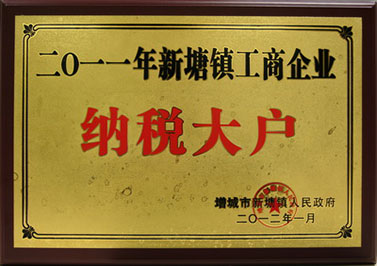 二〇一一年新塘镇工商企业
纳税大户
增城市新塘镇人民政府
二〇一二年一月